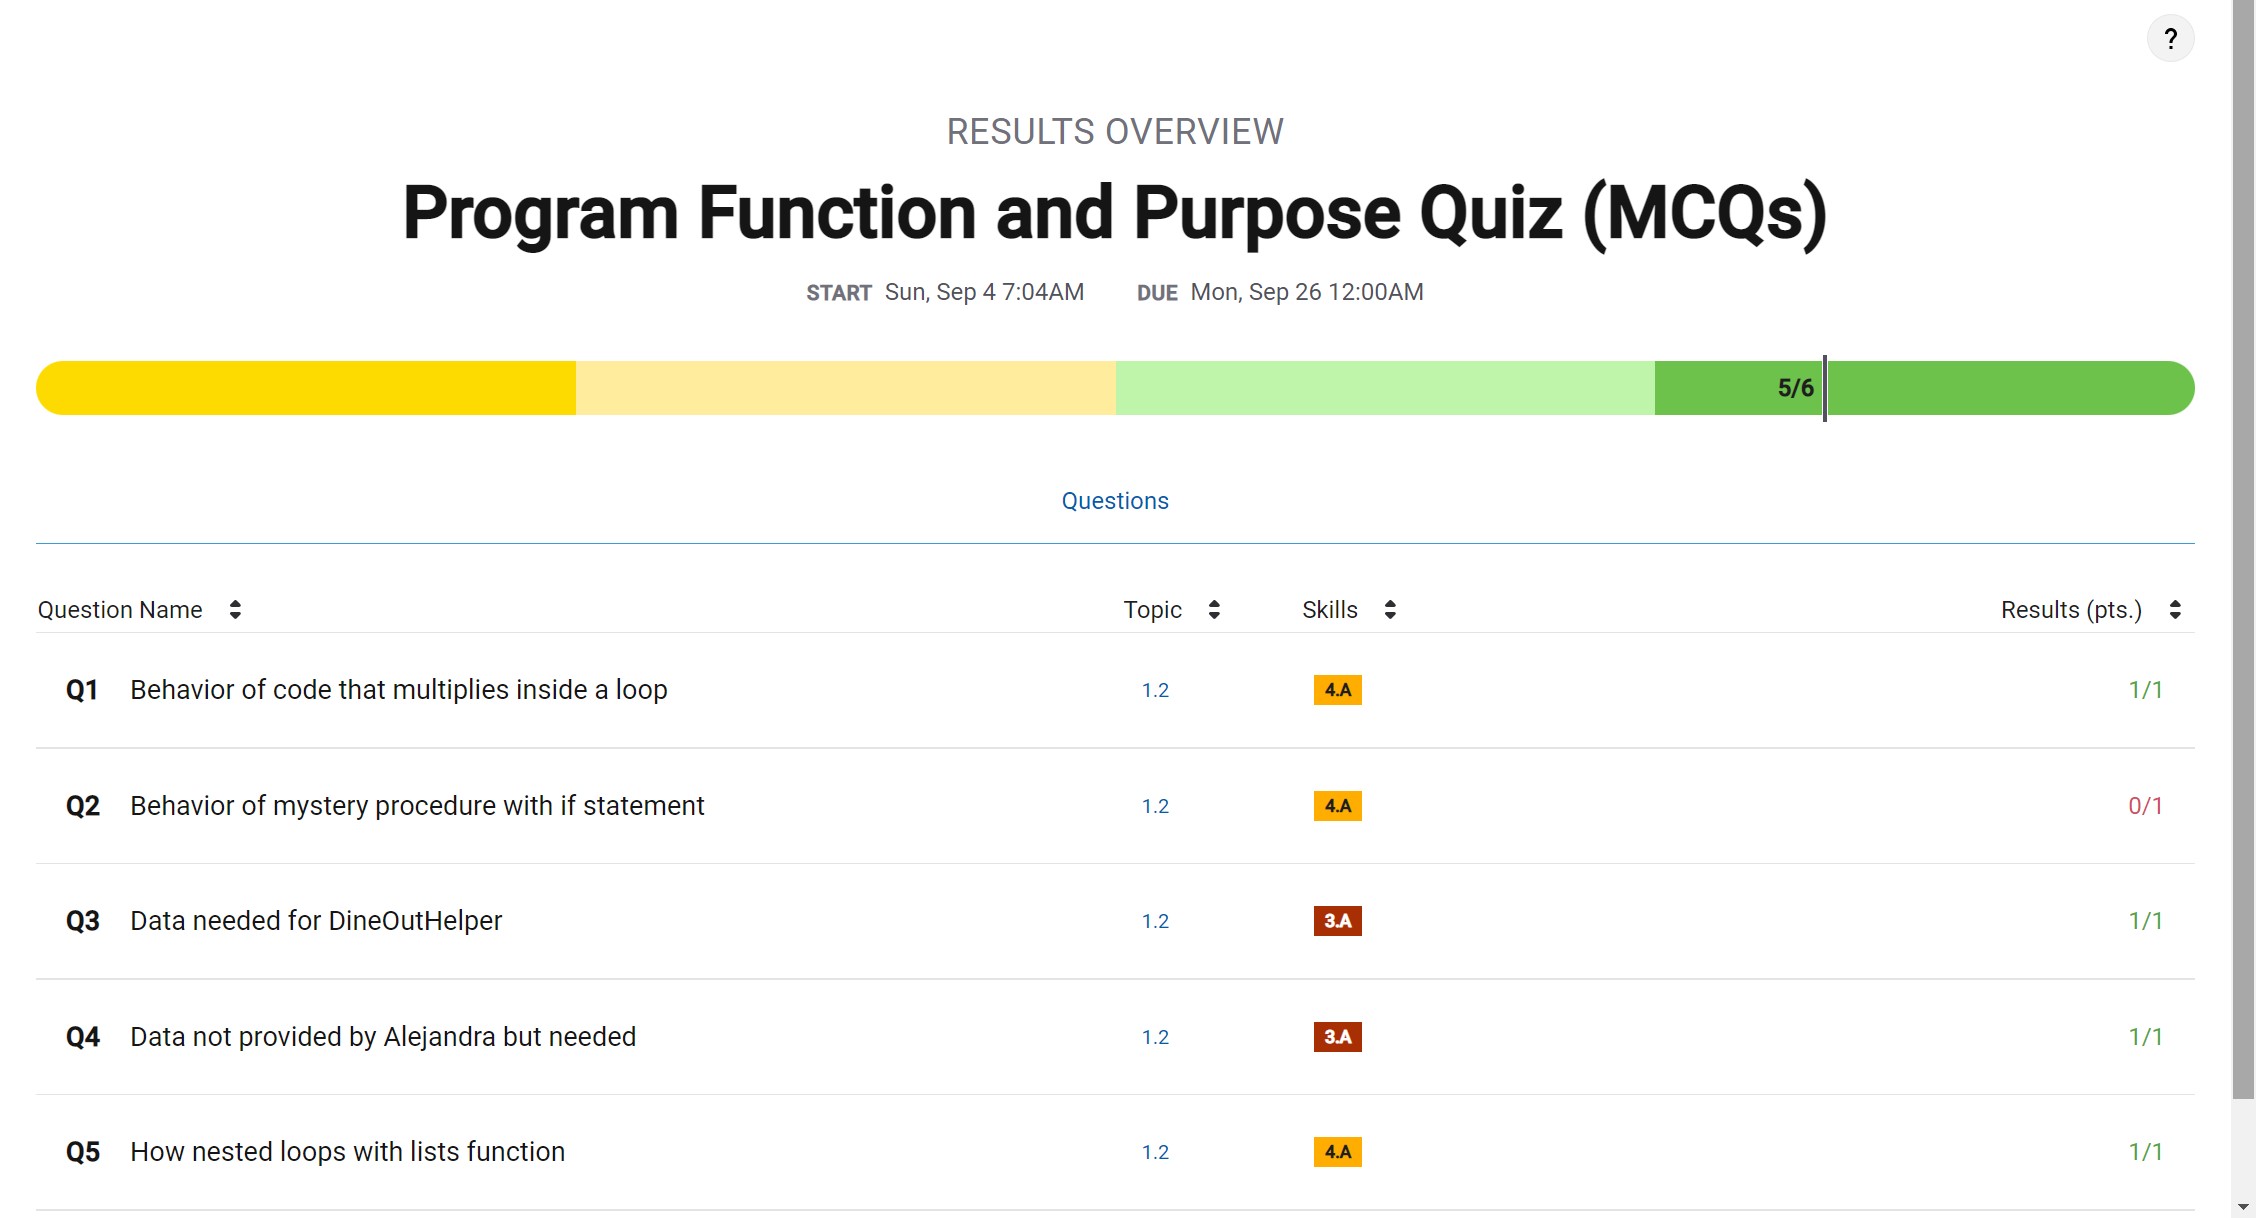 ?
RESULTS OVERVIEW
Program Function and Purpose Quiz (MCQs)
START Sun, Sep 4 7:04AM DUE Mon, Sep 26 12:00AM
5/6
Questions
Question Name Topic Skills Results (pts.)
Q1 Behavior of code that multiplies inside a loop 1.2 4.A 1/1
Q2 Behavior of mystery procedure with if statement 1.2 4.A 0/1
Q3 Data needed for DineOutHelper 1.2 3.A 1/1
Q4 Data not provided by Alejandra but needed 1.2 3.A 1/1
Q5 How nested loops with lists function 1.2 4.A 1/1